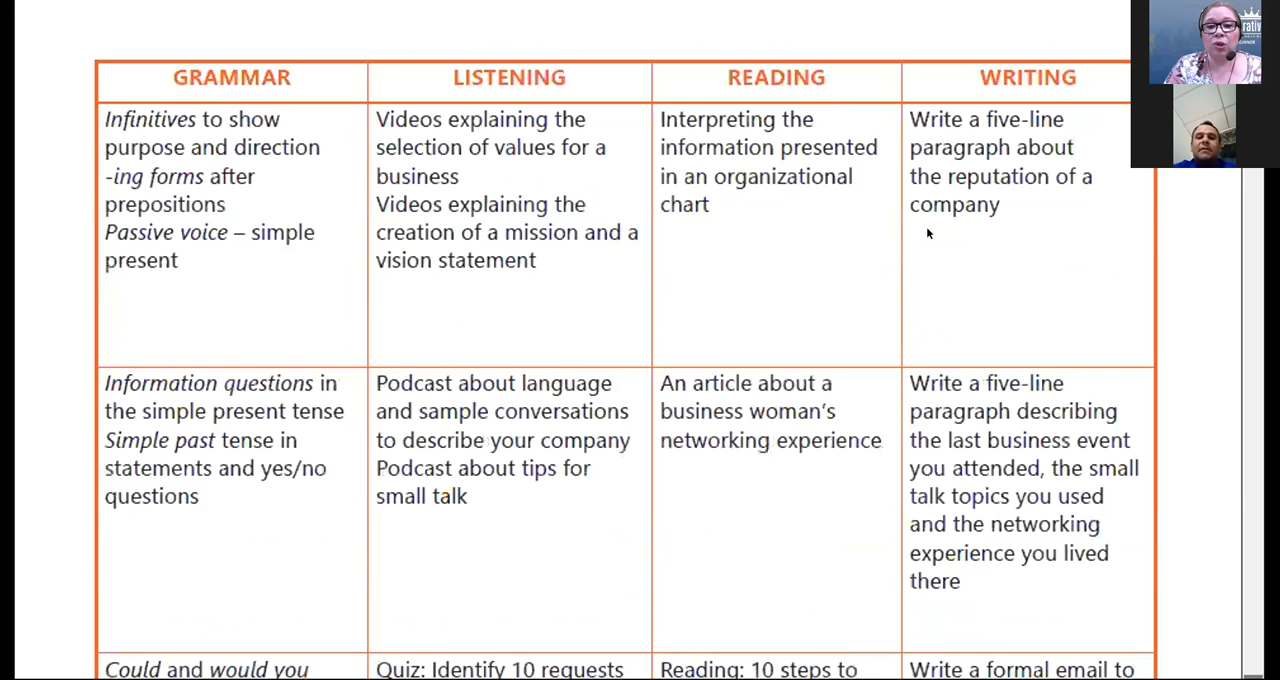 GRAMMAR
LISTENING
READING
WRITING
Infinitives to show
purpose and direction
-ing forms after
prepositions
Passive voice – simple
present
Videos explaining the
selection of values for a
business
Videos explaining the
creation of a mission and a
vision statement
Interpreting the
information presented
in an organizational
chart
Write a five-line
paragraph about
the reputation of a
company
Information questions in
the simple present tense
Simple past tense in
statements and yes/no
questions
Podcast about language
and sample conversations
to describe your company
Podcast about tips for
small talk
An article about a
business woman's
networking experience
Write a five-line
paragraph describing
the last business event
you attended, the small
talk topics you used
and the networking
experience you lived
there
Could and would you
Quiz: Identify 10 requests
Reading: 10 steps to
Write a formal email to